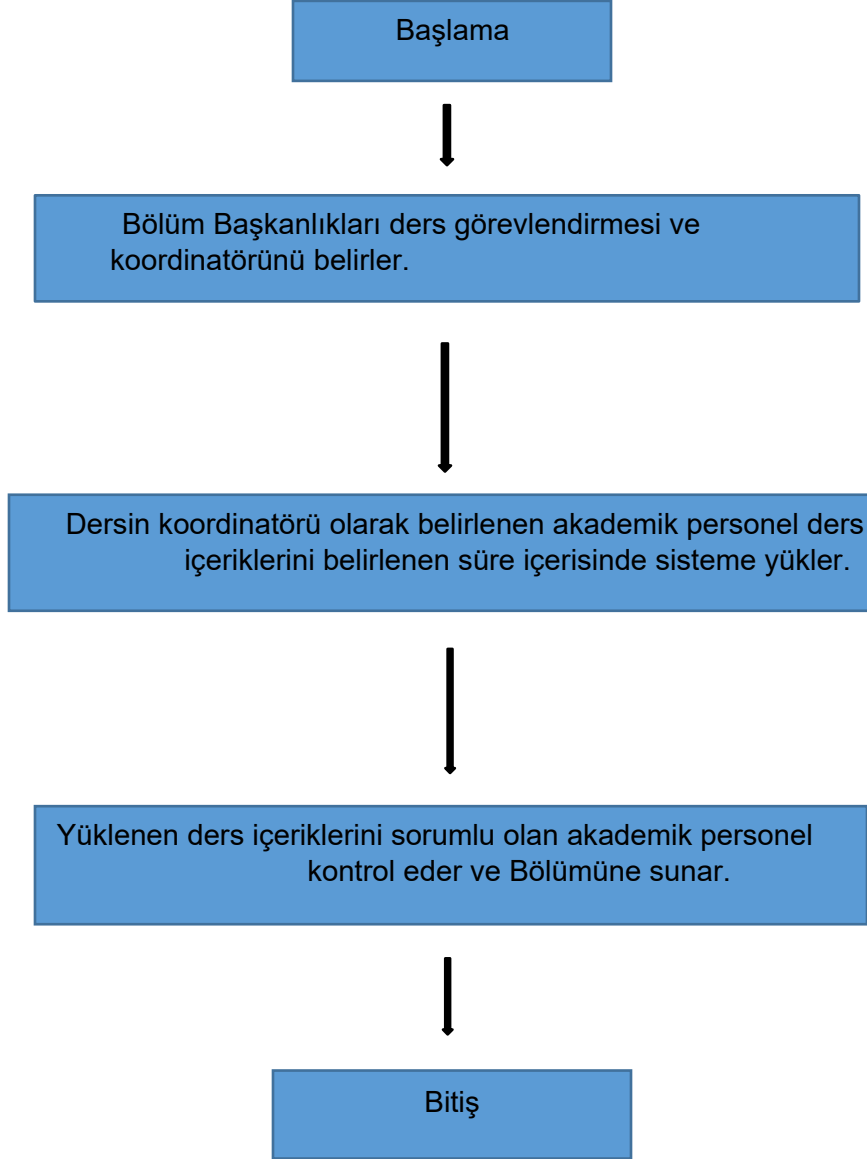 Başlama
Bölüm Başkanlıkları ders görevlendirmesi ve
koordinatörünü belirler.
Dersin koordinatörü olarak belirlenen akademik personel ders
içeriklerini belirlenen süre içerisinde sisteme yükler.
Yüklenen ders içeriklerini sorumlu olan akademik personel
kontrol eder ve Bölümüne sunar.
Bitiş